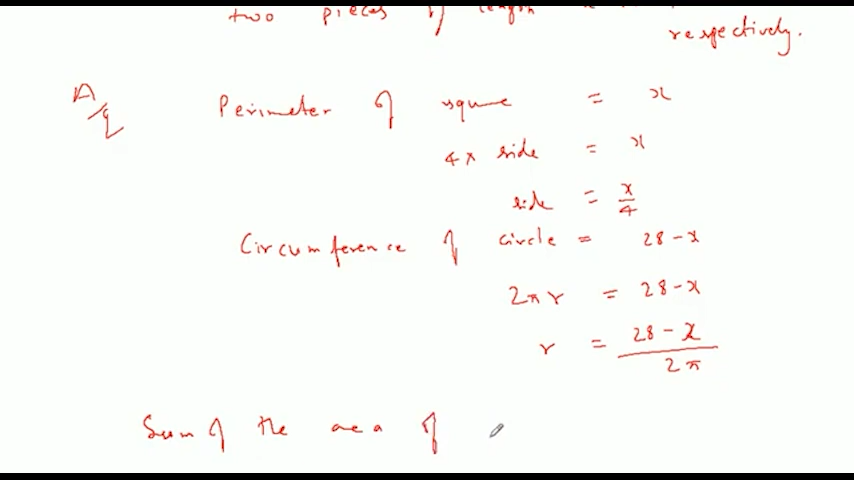 two pieces of length
respectively.
A/q Perimeter of square = x
4 x side = x
side = x/4
Circumference of circle = 28 - x
2πr = 28 - x
r = 28 - x / 2π
Sum of the area of